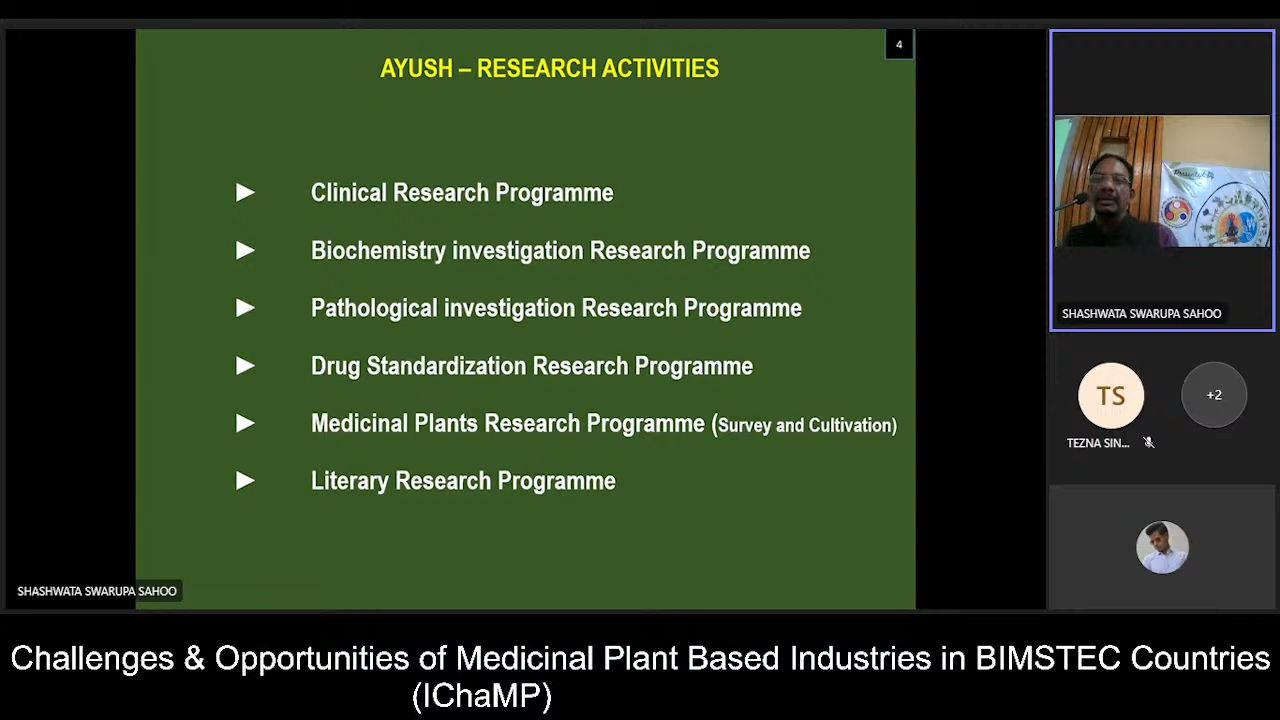 4
AYUSH – RESEARCH ACTIVITIES
► Clinical Research Programme
► Biochemistry investigation Research Programme
► Pathological investigation Research Programme
► Drug Standardization Research Programme
► Medicinal Plants Research Programme (Survey and Cultivation)
► Literary Research Programme
SHASHWATA SWARUPA SAHOO
Presented By
SHASHWATA SWARUPA SAHOO
TS
+2
TEZNA SIN...
Challenges & Opportunities of Medicinal Plant Based Industries in BIMSTEC Countries
(IChaMP)